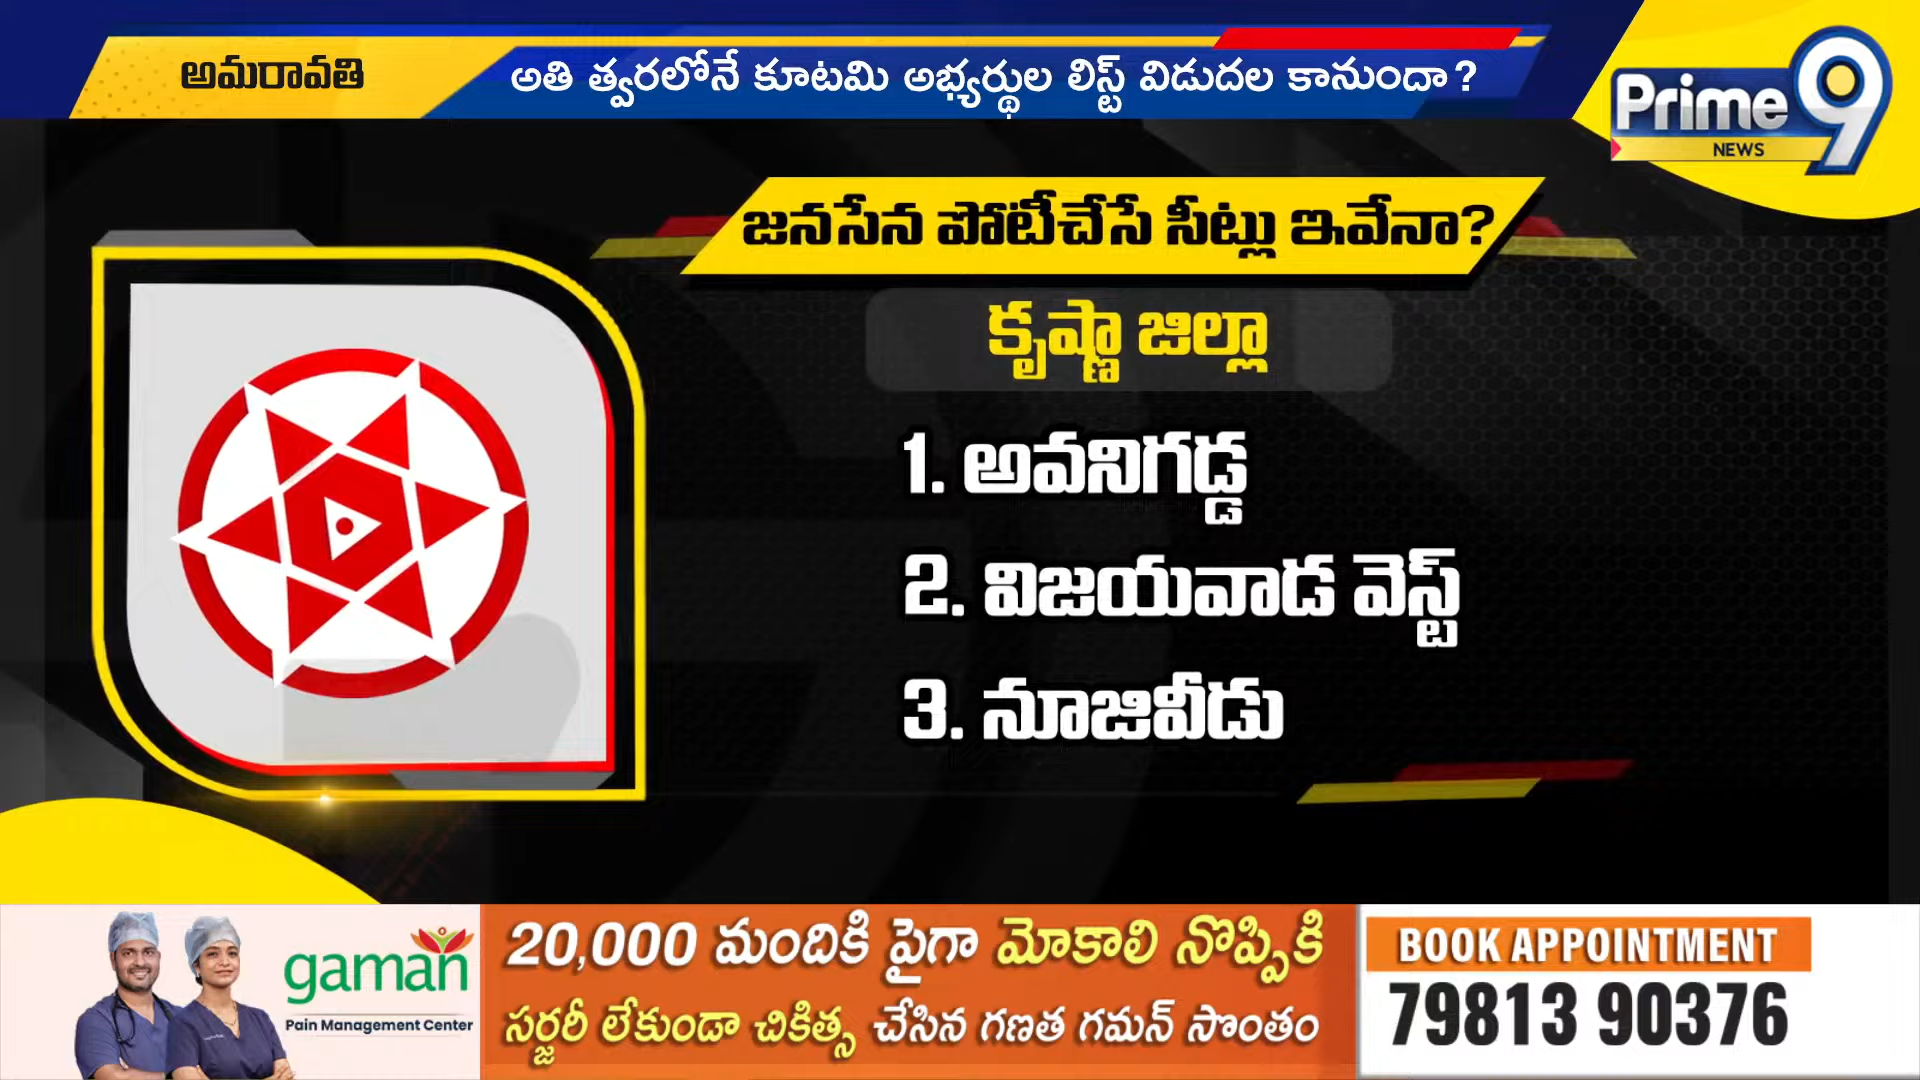 అమరావతి
అతి త్వరలోనే కూటమి అభ్యర్థుల లిస్ట్ విడుదల కానుందా?
Prime9
NEWS
జనసేన పోటీచేసే సీట్లు ఇవేనా?
కృష్ణా జిల్లా
1. అవనిగడ్డ
2. విజయవాడ వెస్ట్
3. నూజివీడు
gaman
Pain Management Center
20,000 మందికి పైగా మోకాలి నొప్పికి
సర్జరీ లేకుండా చికిత్స చేసిన గణత గమన్ సొంతం
BOOK APPOINTMENT
79813 90376